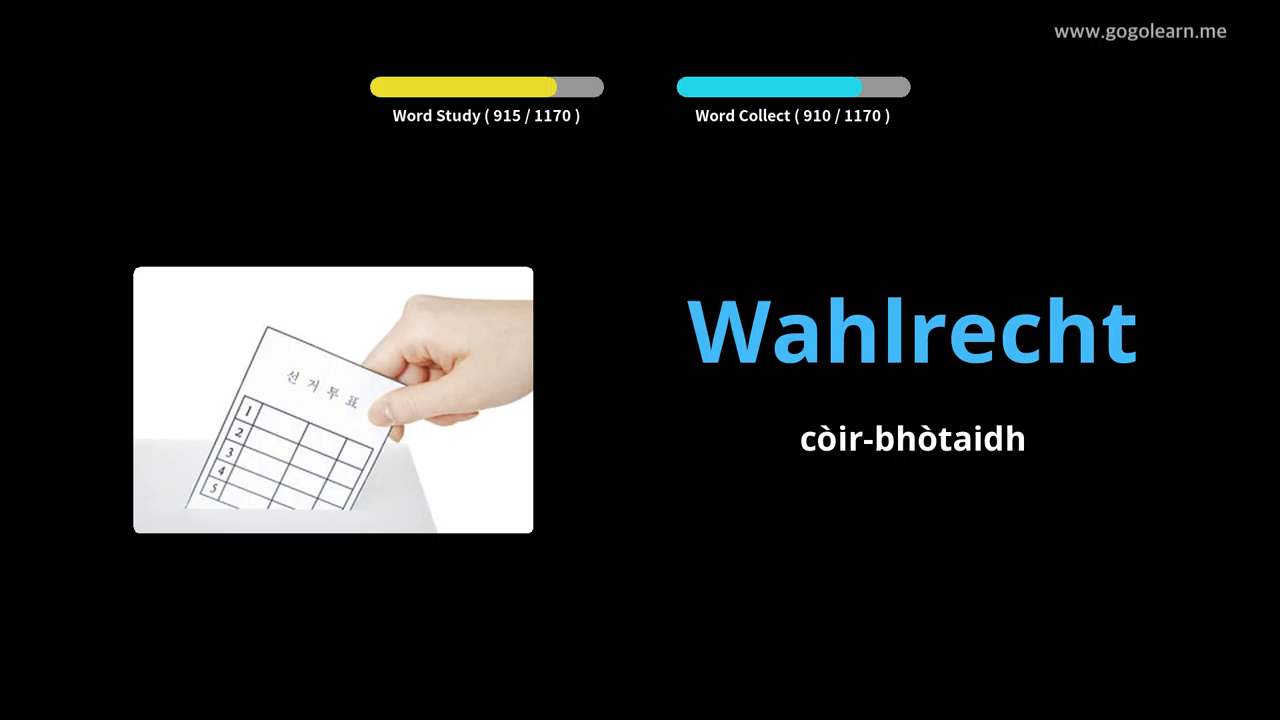 www.gogolearn.me
Word Study ( 915 / 1170 )
Word Collect ( 910 / 1170 )
선거투표
1
2
3
4
5
Wahlrecht
còir-bhòtaidh